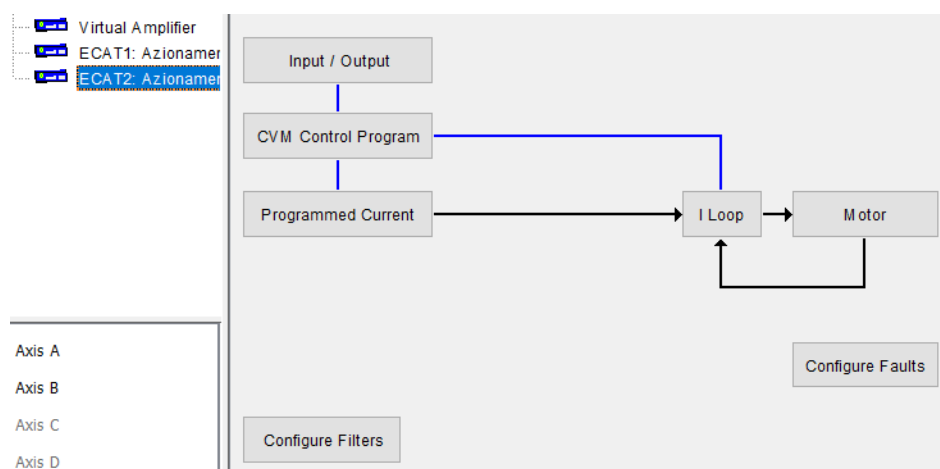 Virtual Amplifier
ECAT1: Azionamer
ECAT2: Azionamer
Input / Output
CVM Control Program
Programmed Current
I Loop
Motor
Configure Faults
Configure Filters
Axis A
Axis B
Axis C
Axis D